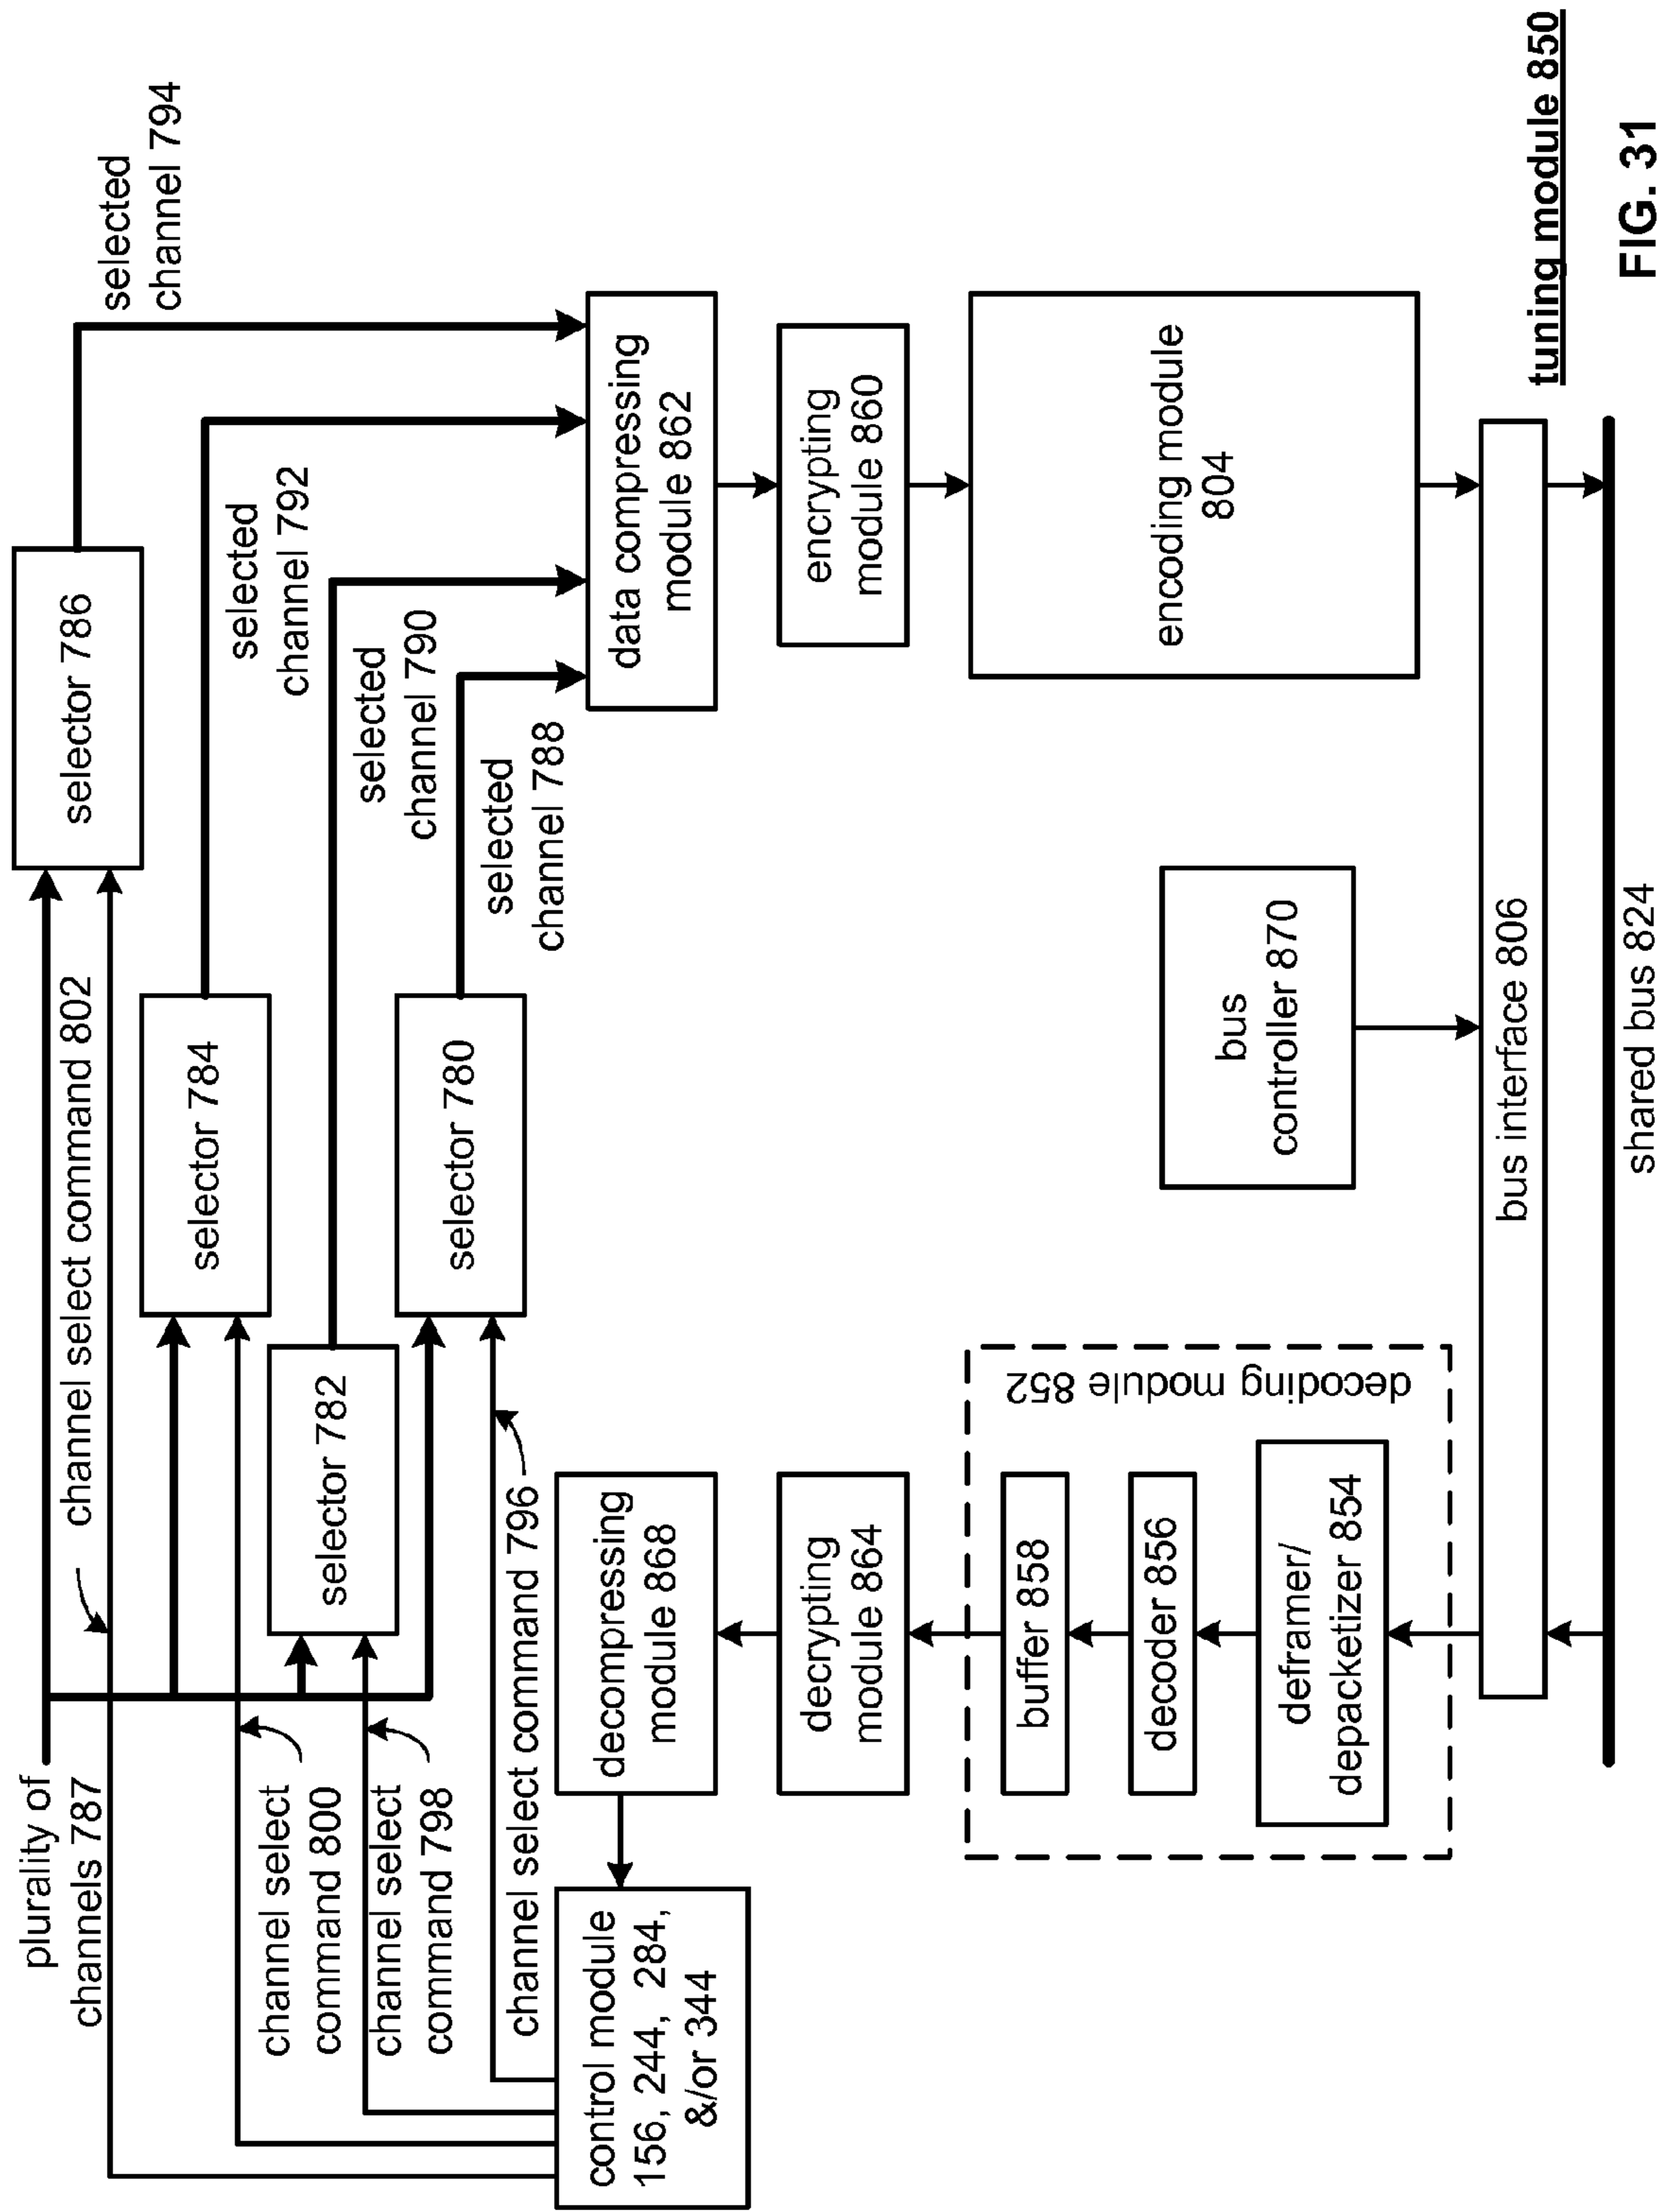 plurality of
channels 787
channel select command 802
selector 786
selected
channel 794
selector 784
selected
channel 792
channel select
command 800
selector 782
selected
channel 790
channel select
command 798
selector 780
selected
channel 788
channel select command 796
control module
156, 244, 284,
&/or 344
decompressing
module 868
data compressing
module 862
decrypting
module 864
encrypting
module 860
decoding module 852
buffer 858
decoder 856
deframer/
depacketizer 854
encoding module
804
bus
controller 870
bus interface 806
shared bus 824
tuning module 850
FIG. 31